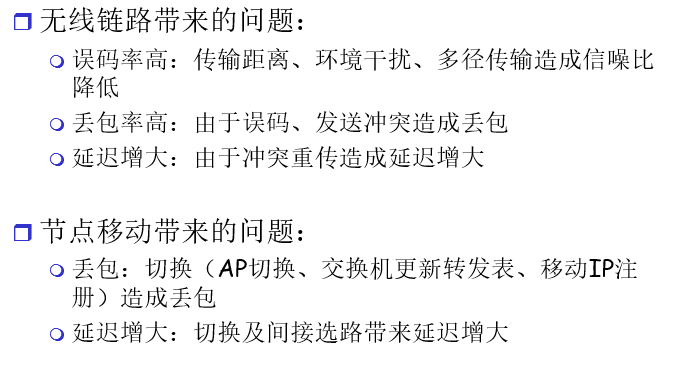 无线链路带来的问题：
误码率高：传输距离、环境干扰、多径传输造成信噪比
降低
丢包率高：由于误码、发送冲突造成丢包
延迟增大：由于冲突重传造成延迟增大
节点移动带来的问题：
丢包：切换（AP切换、交换机更新转发表、移动IP注
册）造成丢包
延迟增大：切换及间接选路带来延迟增大